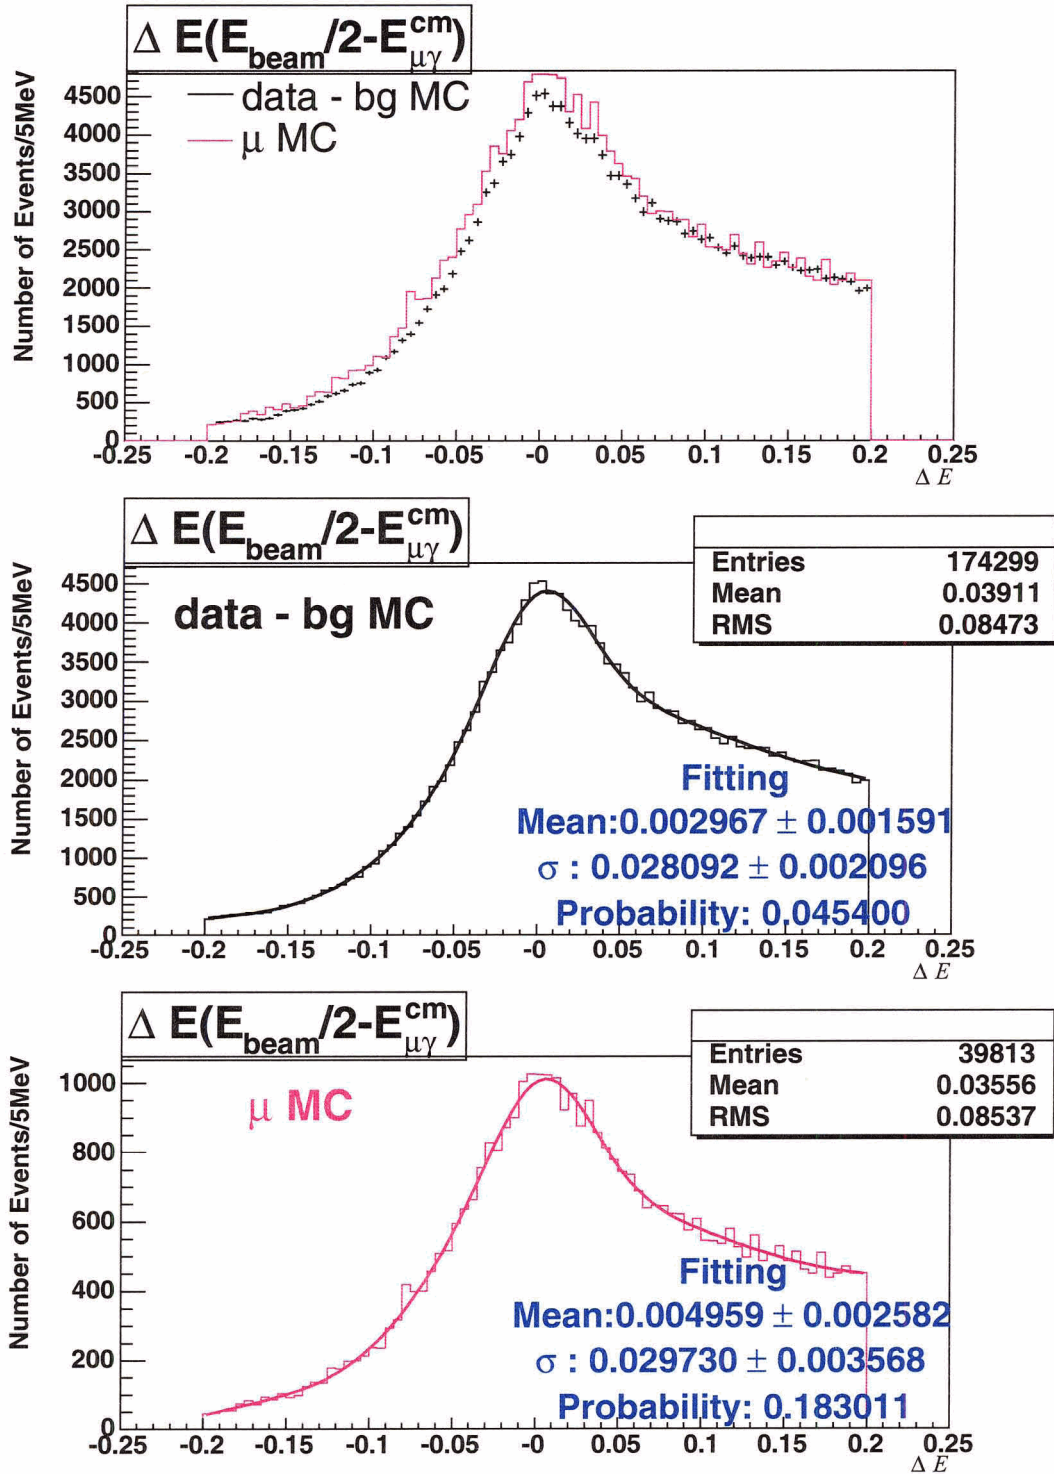 Δ E(E_beam/2-E^cm_μγ)
Number of Events/5MeV
data - bg MC
μ MC
4500
4000
3500
3000
2500
2000
1500
1000
500
0
-0.25 -0.2 -0.15 -0.1 -0.05 -0 0.05 0.1 0.15 0.2 0.25
Δ E
Δ E(E_beam/2-E^cm_μγ)
Number of Events/5MeV
data - bg MC
Entries 174299
Mean 0.03911
RMS 0.08473
4500
4000
3500
3000
2500
2000
1500
1000
500
0
Fitting
Mean:0.002967 ± 0.001591
σ : 0.028092 ± 0.002096
Probability: 0.045400
-0.25 -0.2 -0.15 -0.1 -0.05 -0 0.05 0.1 0.15 0.2 0.25
Δ E
Δ E(E_beam/2-E^cm_μγ)
Number of Events/5MeV
μ MC
Entries 39813
Mean 0.03556
RMS 0.08537
1000
800
600
400
200
0
Fitting
Mean:0.004959 ± 0.002582
σ : 0.029730 ± 0.003568
Probability: 0.183011
-0.25 -0.2 -0.15 -0.1 -0.05 -0 0.05 0.1 0.15 0.2 0.25
Δ E